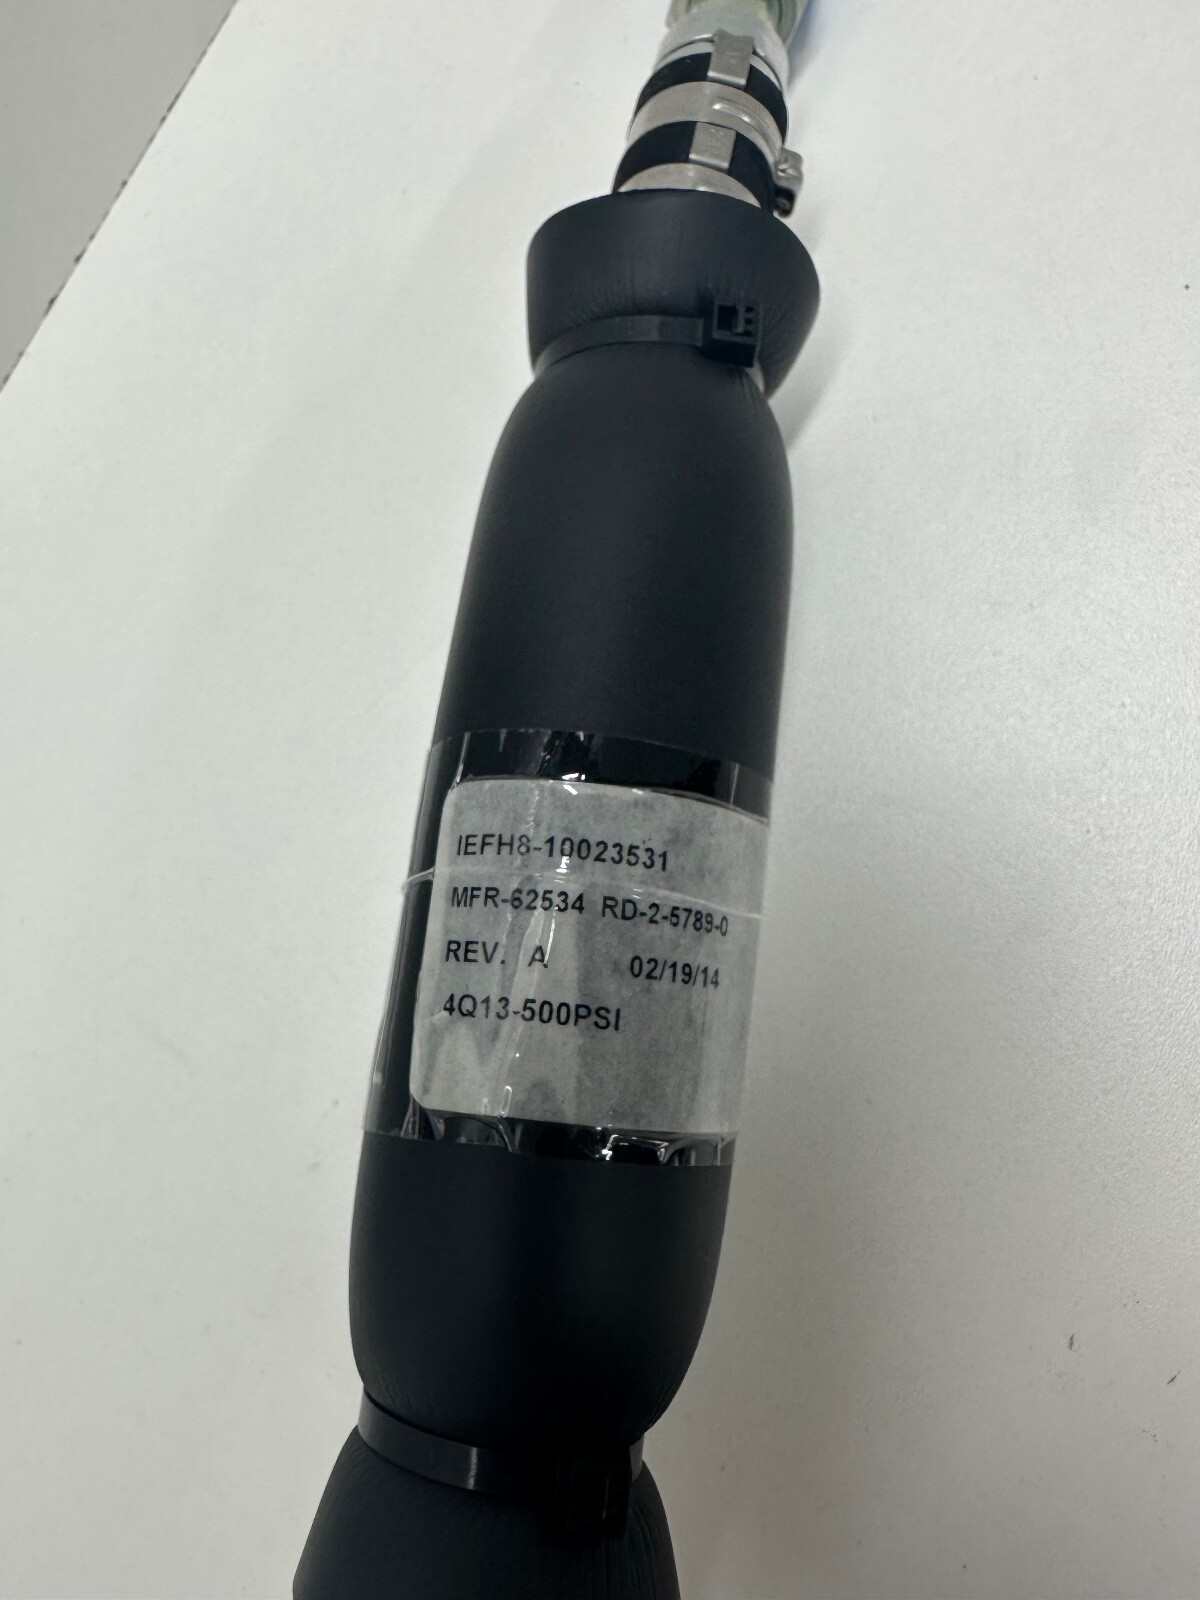 IEFH8-10023531
MFR-62534 RD-2-5789-0
REV. A 02/19/14
4Q13-500PSI